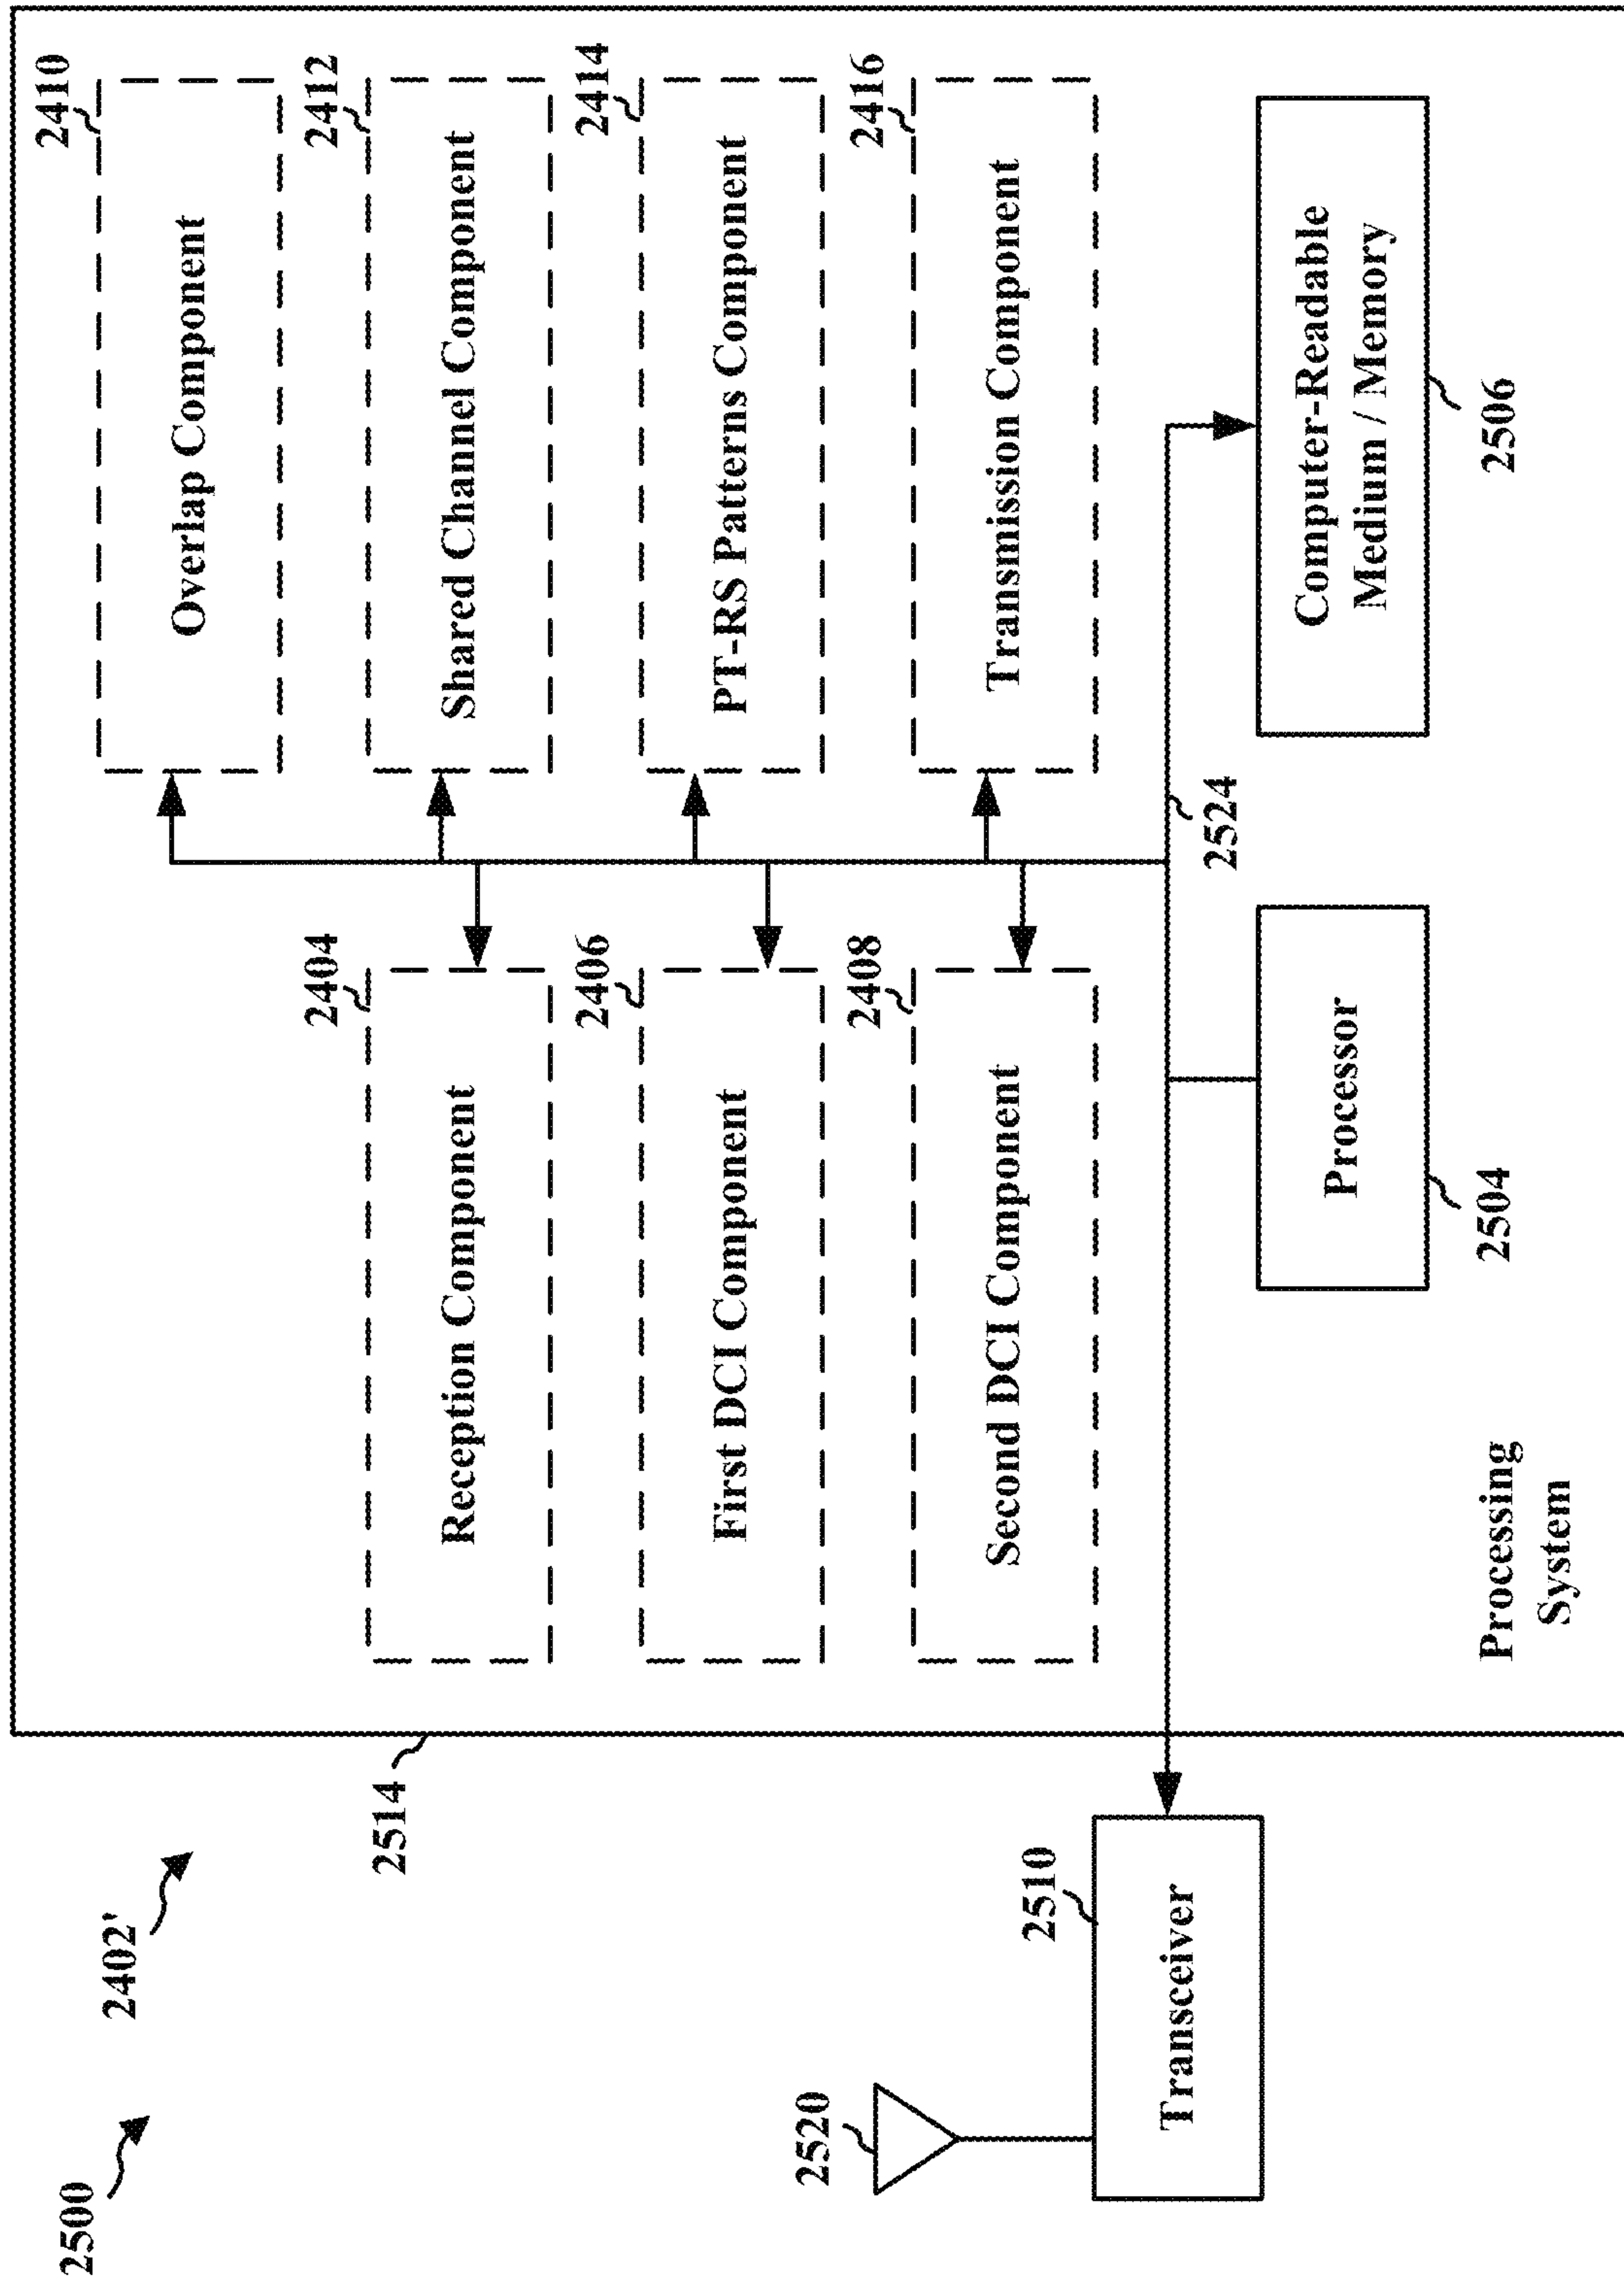 2500
2402'
2514
2410
Overlap Component
2404
Reception Component
2412
Shared Channel Component
2406
First DCI Component
2414
PT-RS Patterns Component
2408
Second DCI Component
2416
Transmission Component
2520
2510
Transceiver
2524
Processor
2504
Computer-Readable
Medium / Memory
2506
Processing
System